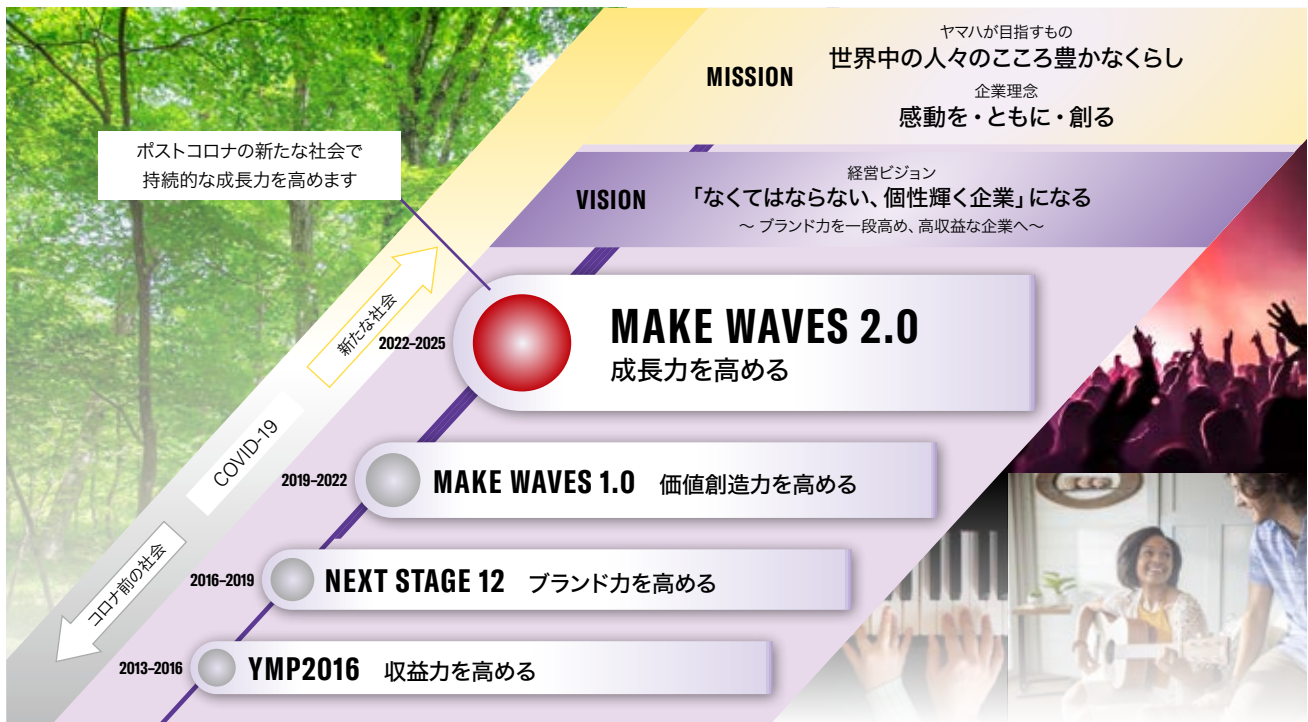 ヤマハが目指すもの
MISSION
世界中の人々のこころ豊かなくらし
企業理念
感動を・ともに・創る
ポストコロナの新たな社会で
持続的な成長力を高めます
経営ビジョン
VISION
「なくてはならない、個性輝く企業」になる
～ ブランド力を一段高め、高収益な企業へ～
新たな社会
2022–2025
MAKE WAVES 2.0
成長力を高める
COVID-19
2019–2022
MAKE WAVES 1.0 価値創造力を高める
コロナ前の社会
2016–2019
NEXT STAGE 12 ブランド力を高める
2013–2016
YMP2016 収益力を高める